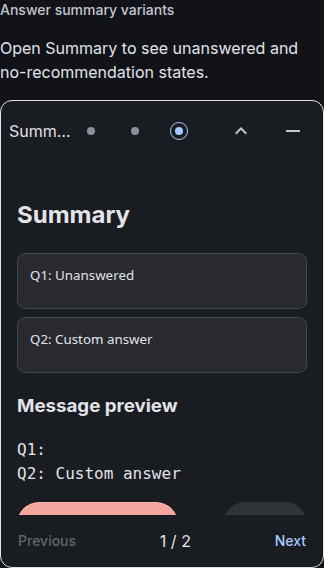 Answer summary variants
Open Summary to see unanswered and
no-recommendation states.
Summ...
Summary
Q1: Unanswered
Q2: Custom answer
Message preview
Q1:
Q2: Custom answer
Previous
1 / 2
Next